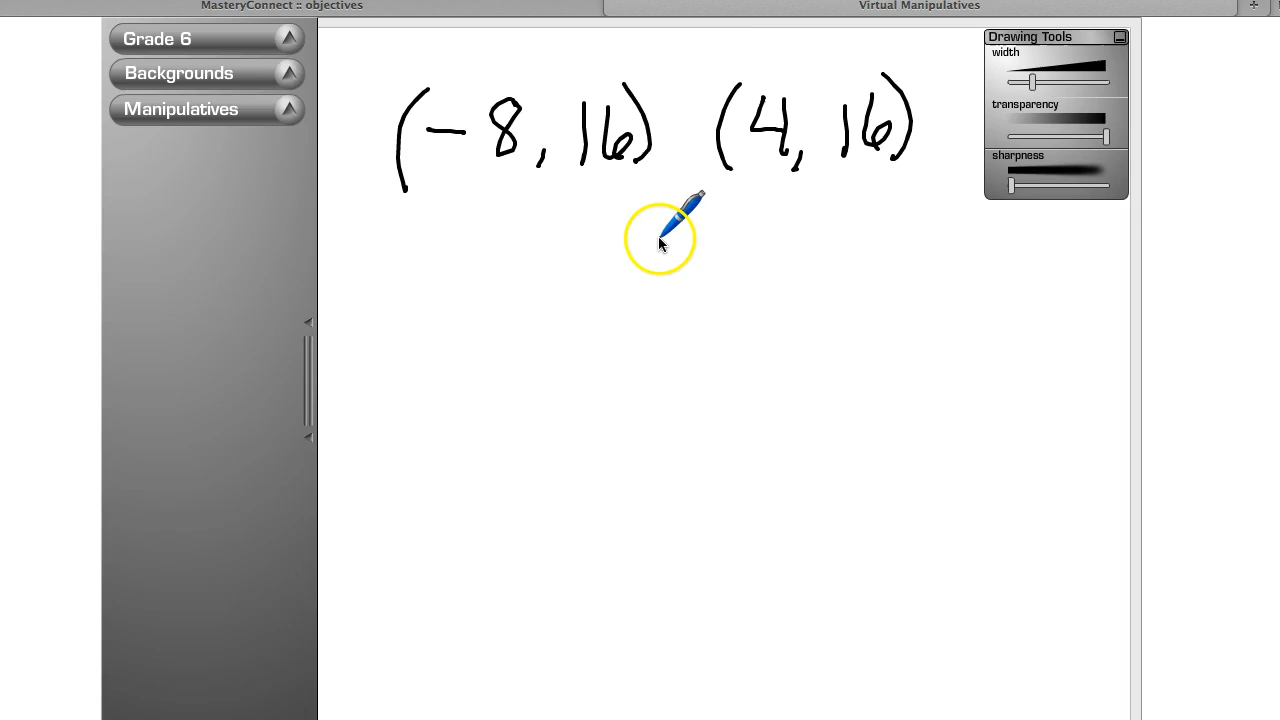 MasteryConnect :: objectives
Virtual Manipulatives
Grade 6
Backgrounds
Manipulatives
(-8, 16) (4, 16)
Drawing Tools
width
transparency
sharpness